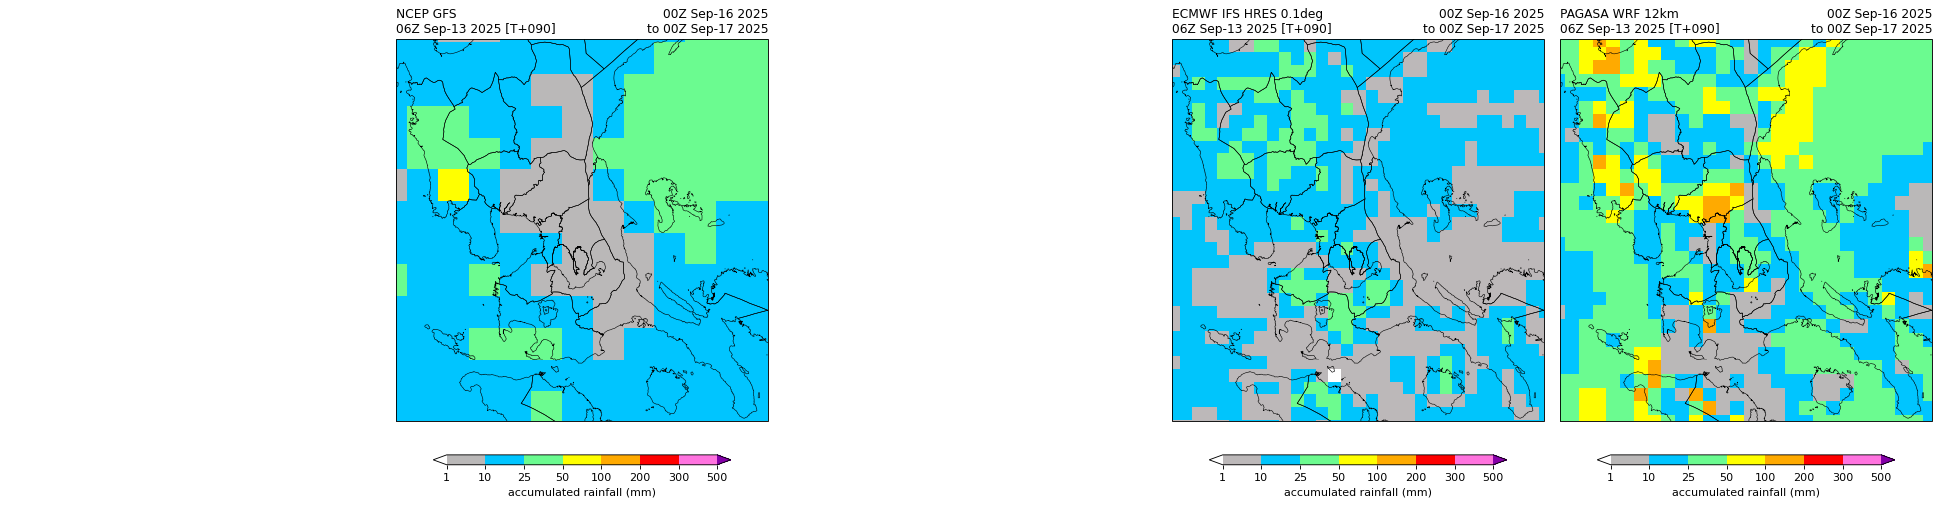 NCEP GFS 00Z Sep-16 2025
06Z Sep-13 2025 [T+090] to 00Z Sep-17 2025
1 10 25 50 100 200 300 500
accumulated rainfall (mm)
ECMWF IFS HRES 0.1deg 00Z Sep-16 2025
06Z Sep-13 2025 [T+090] to 00Z Sep-17 2025
1 10 25 50 100 200 300 500
accumulated rainfall (mm)
PAGASA WRF 12km 00Z Sep-16 2025
06Z Sep-13 2025 [T+090] to 00Z Sep-17 2025
1 10 25 50 100 200 300 500
accumulated rainfall (mm)